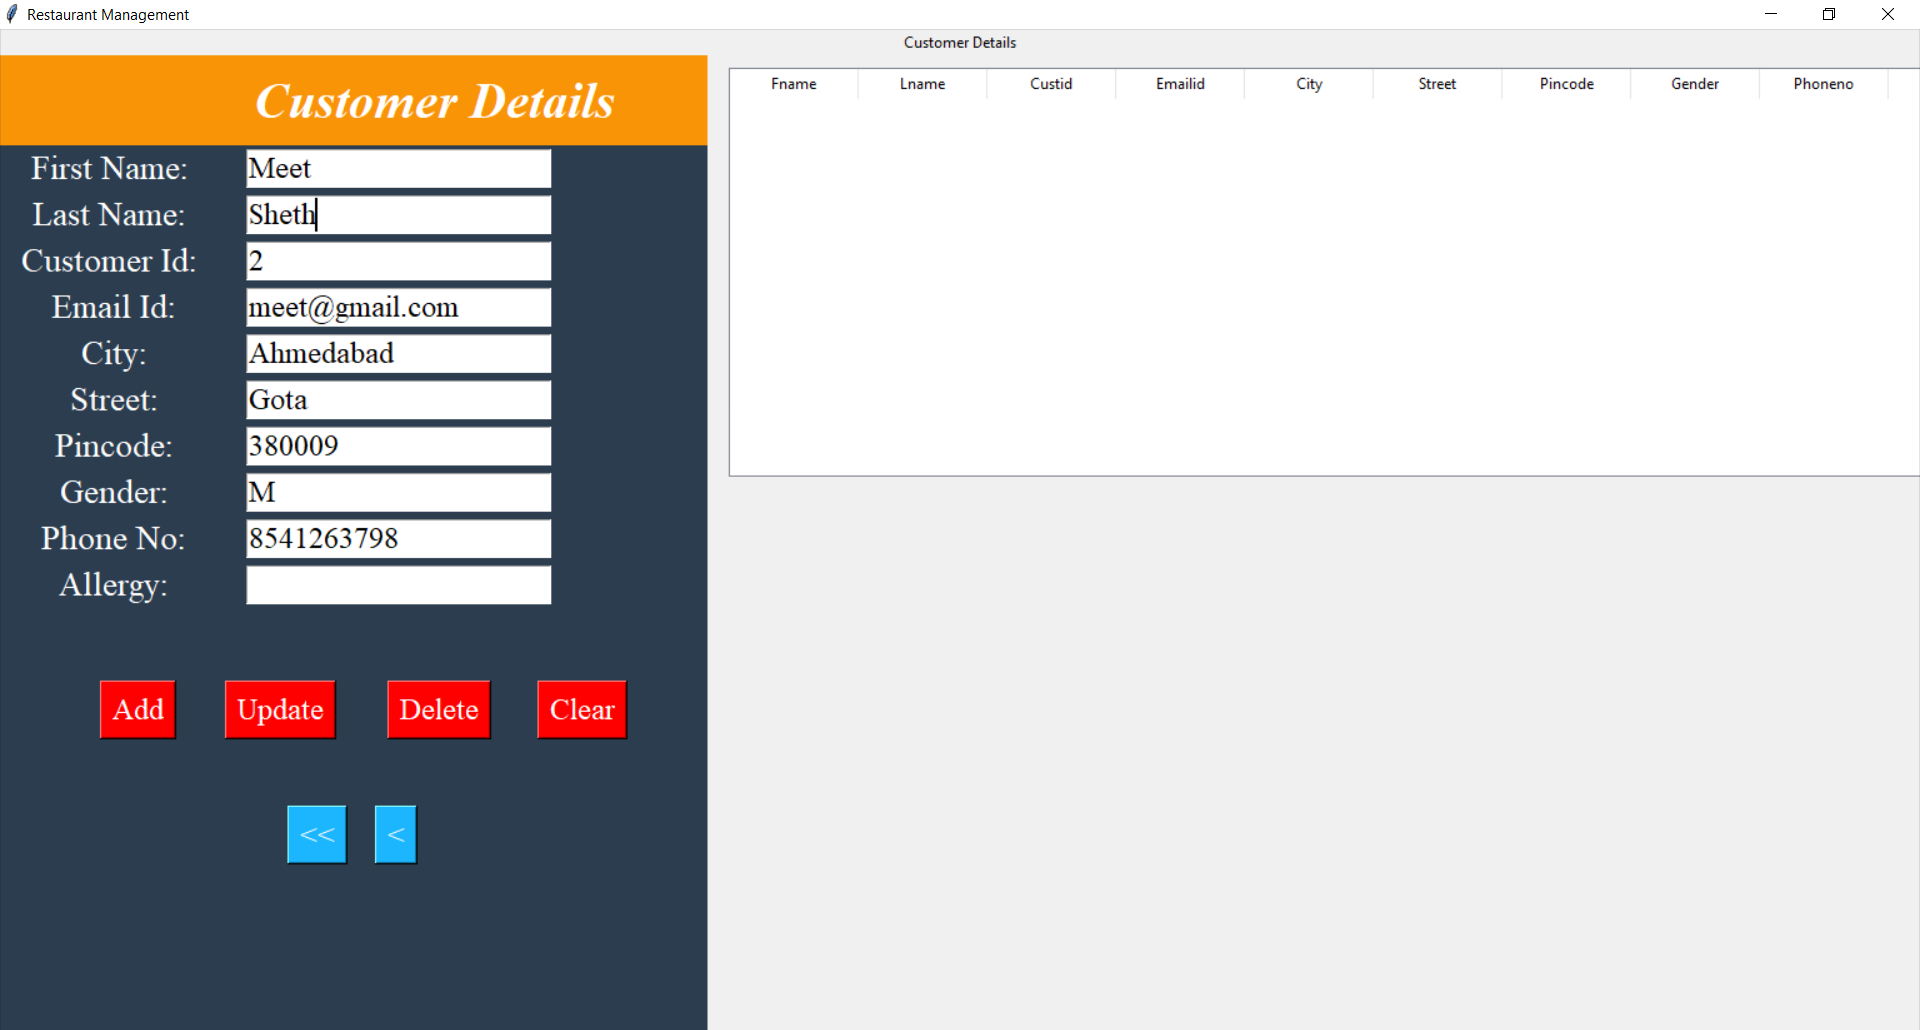 Restaurant Management
Customer Details
Customer Details
First Name: Meet
Last Name: Sheth
Customer Id: 2
Email Id: meet@gmail.com
City: Ahmedabad
Street: Gota
Pincode: 380009
Gender: M
Phone No: 8541263798
Allergy:
Add Update Delete Clear
<< <
Fname Lname Custid Emailid City Street Pincode Gender Phoneno